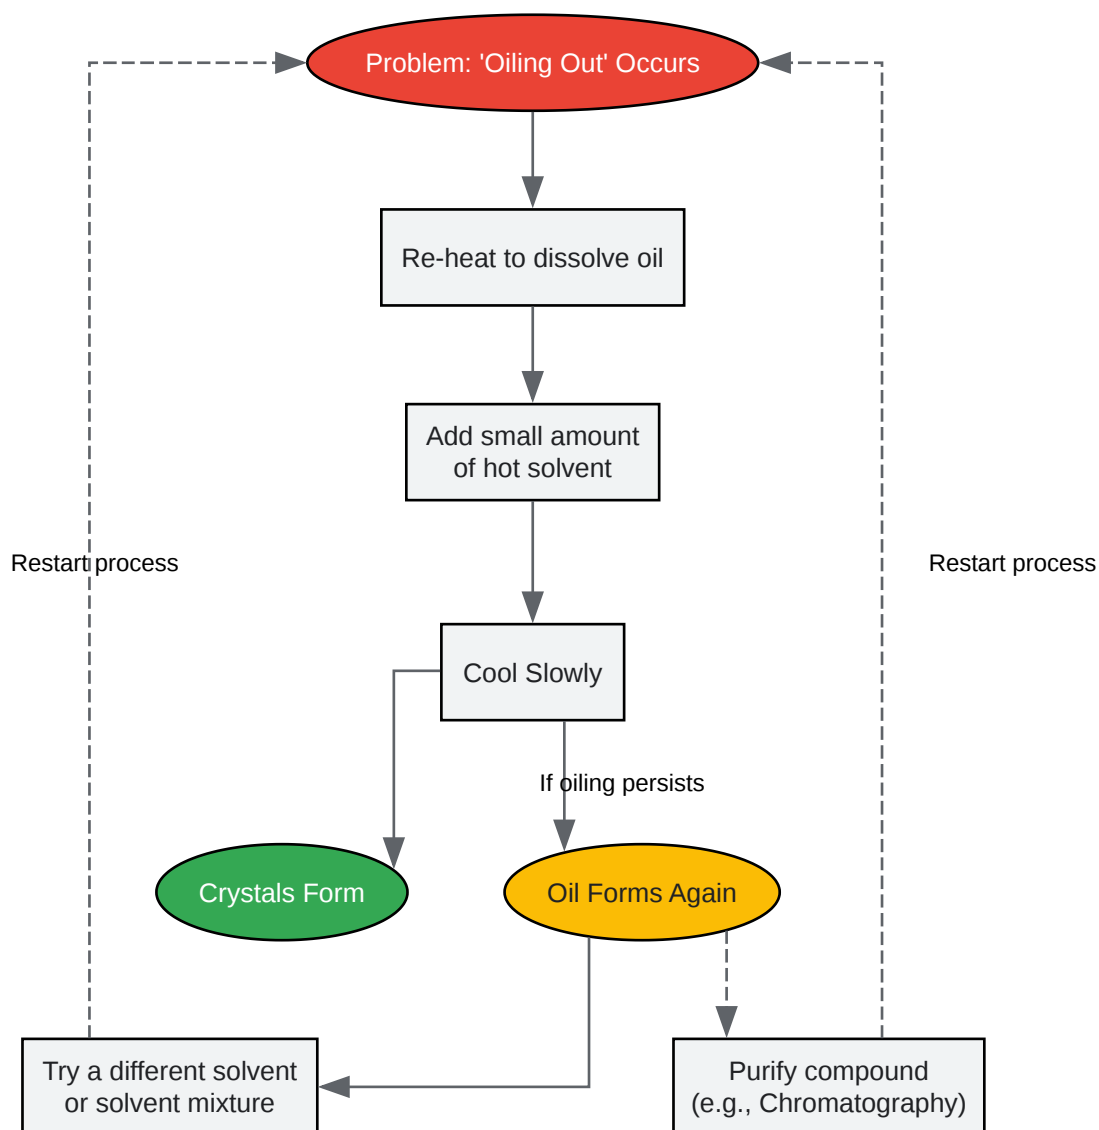 Problem: 'Oiling Out' Occurs
Re-heat to dissolve oil
Add small amount
of hot solvent
Restart process
Restart process
Cool Slowly
If oiling persists
Crystals Form
Oil Forms Again
Try a different solvent
or solvent mixture
Purify compound
(e.g., Chromatography)